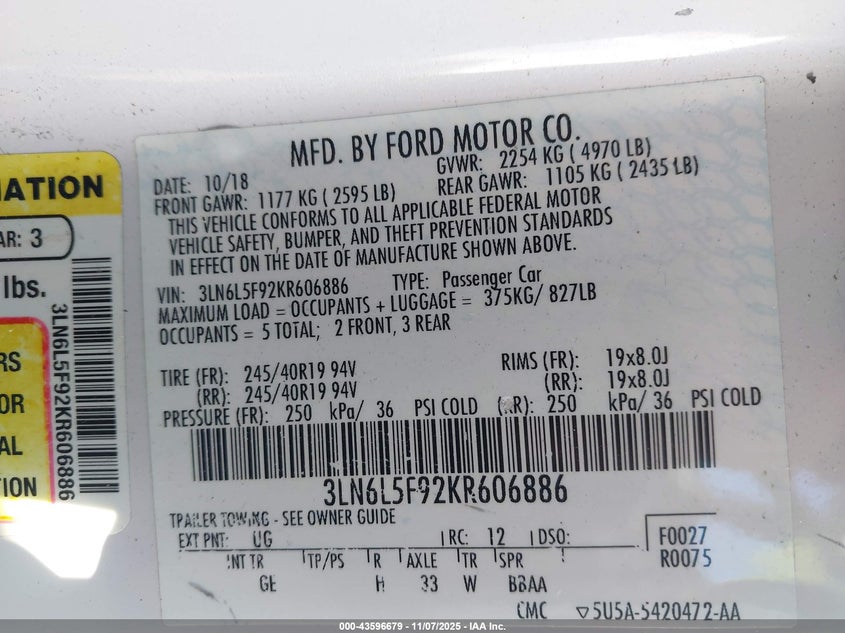 MFD. BY FORD MOTOR CO.
DATE: 10/18 GVWR: 2254 KG ( 4970 LB)
FRONT GAWR: 1177 KG ( 2595 LB) REAR GAWR: 1105 KG ( 2435 LB)
THIS VEHICLE CONFORMS TO ALL APPLICABLE FEDERAL MOTOR
VEHICLE SAFETY, BUMPER, AND THEFT PREVENTION STANDARDS
IN EFFECT ON THE DATE OF MANUFACTURE SHOWN ABOVE.
VIN: 3LN6L5F92KR606886 TYPE: Passenger Car
MAXIMUM LOAD = OCCUPANTS + LUGGAGE = 375KG/ 827LB
OCCUPANTS = 5 TOTAL; 2 FRONT, 3 REAR
TIRE (FR): 245/40R19 94V RIMS (FR): 19x8.0J
(RR): 245/40R19 94V (RR): 19x8.0J
PRESSURE (FR): 250 kPa/ 36 PSI COLD (RR): 250 kPa/ 36 PSI COLD
3LN6L5F92KR606886
TRAILER TOWING - SEE OWNER GUIDE
EXT PNT: UG RC: 12 DSO: F0027
INT TR TP/PS R AXLE TR SPR R0075
GE H 33 W BBAA
CMC 5U5A-5420472-AA
MATION
AR: 3
lbs.
3LN6L5F92KR606886
RS
OR
AL
ION
000-43596679 - 11/07/2025 - IAA Inc.